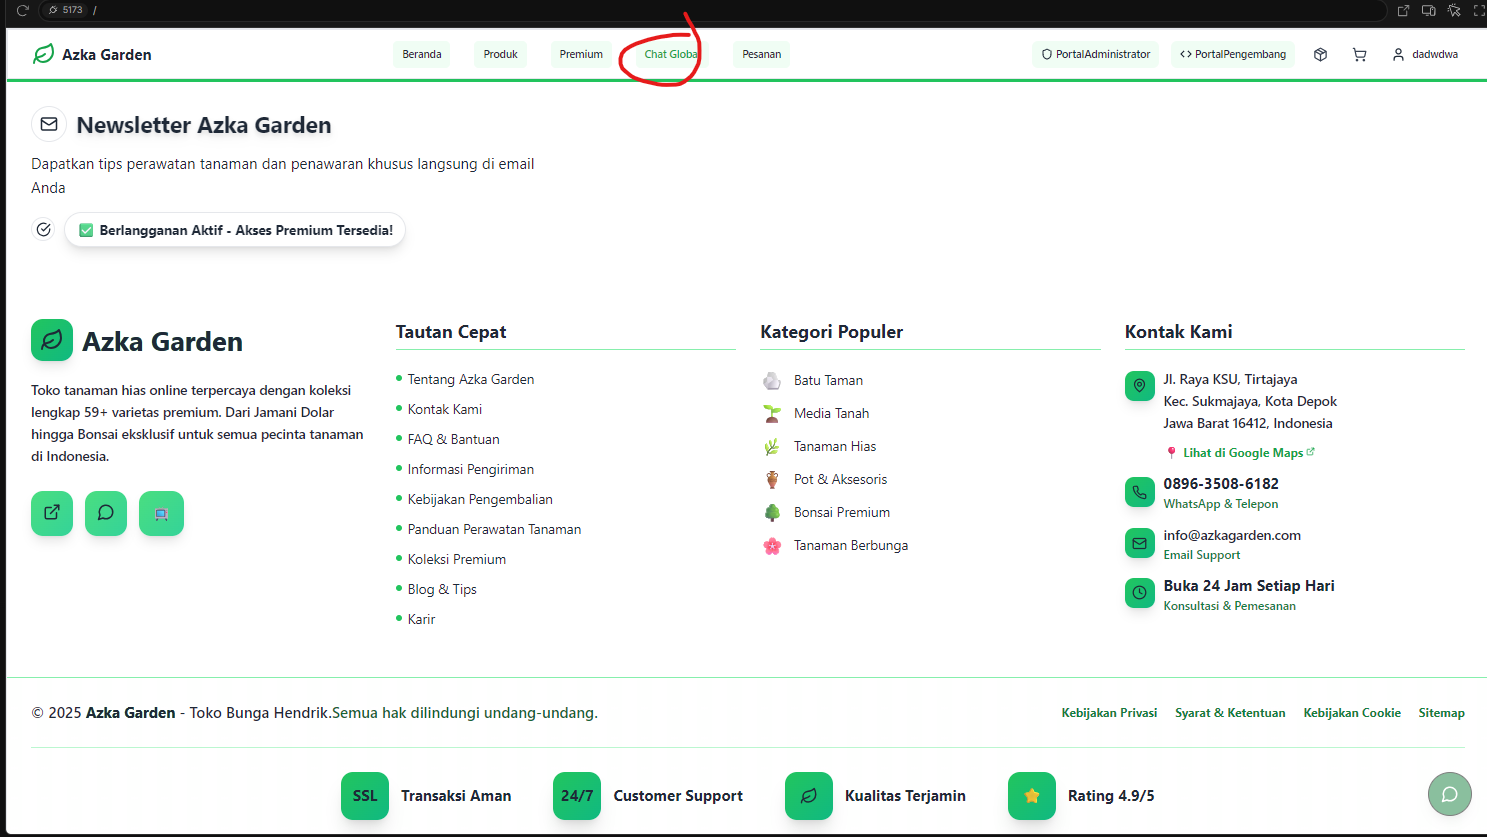 5173 /
Azka Garden
Beranda
Produk
Premium
Chat Global
Pesanan
PortalAdministrator
PortalPengembang
dadwdwa
Newsletter Azka Garden
Dapatkan tips perawatan tanaman dan penawaran khusus langsung di email
Anda
Berlangganan Aktif - Akses Premium Tersedia!
Azka Garden
Toko tanaman hias online terpercaya dengan koleksi
lengkap 59+ varietas premium. Dari Jamani Dolar
hingga Bonsai eksklusif untuk semua pecinta tanaman
di Indonesia.
Tautan Cepat
Tentang Azka Garden
Kontak Kami
FAQ & Bantuan
Informasi Pengiriman
Kebijakan Pengembalian
Panduan Perawatan Tanaman
Koleksi Premium
Blog & Tips
Karir
Kategori Populer
Batu Taman
Media Tanah
Tanaman Hias
Pot & Aksesoris
Bonsai Premium
Tanaman Berbunga
Kontak Kami
Jl. Raya KSU, Tirtajaya
Kec. Sukmajaya, Kota Depok
Jawa Barat 16412, Indonesia
Lihat di Google Maps
0896-3508-6182
WhatsApp & Telepon
info@azkagarden.com
Email Support
Buka 24 Jam Setiap Hari
Konsultasi & Pemesanan
© 2025 Azka Garden - Toko Bunga Hendrik.Semua hak dilindungi undang-undang.
Kebijakan Privasi
Syarat & Ketentuan
Kebijakan Cookie
Sitemap
SSL Transaksi Aman
24/7 Customer Support
Kualitas Terjamin
Rating 4.9/5